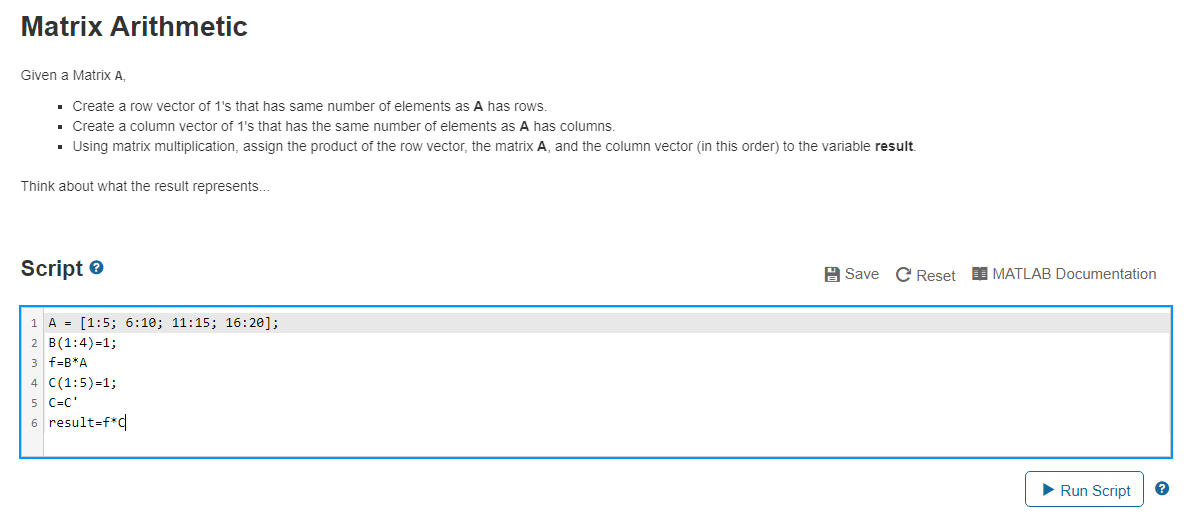 Matrix Arithmetic
Given a Matrix A,
▪ Create a row vector of 1's that has same number of elements as A has rows.
▪ Create a column vector of 1's that has the same number of elements as A has columns.
▪ Using matrix multiplication, assign the product of the row vector, the matrix A, and the column vector (in this order) to the variable result.
Think about what the result represents...
Script ?
Save Reset MATLAB Documentation
1 A = [1:5; 6:10; 11:15; 16:20];
2 B(1:4)=1;
3 f=B*A
4 C(1:5)=1;
5 C=C'
6 result=f*C
Run Script ?